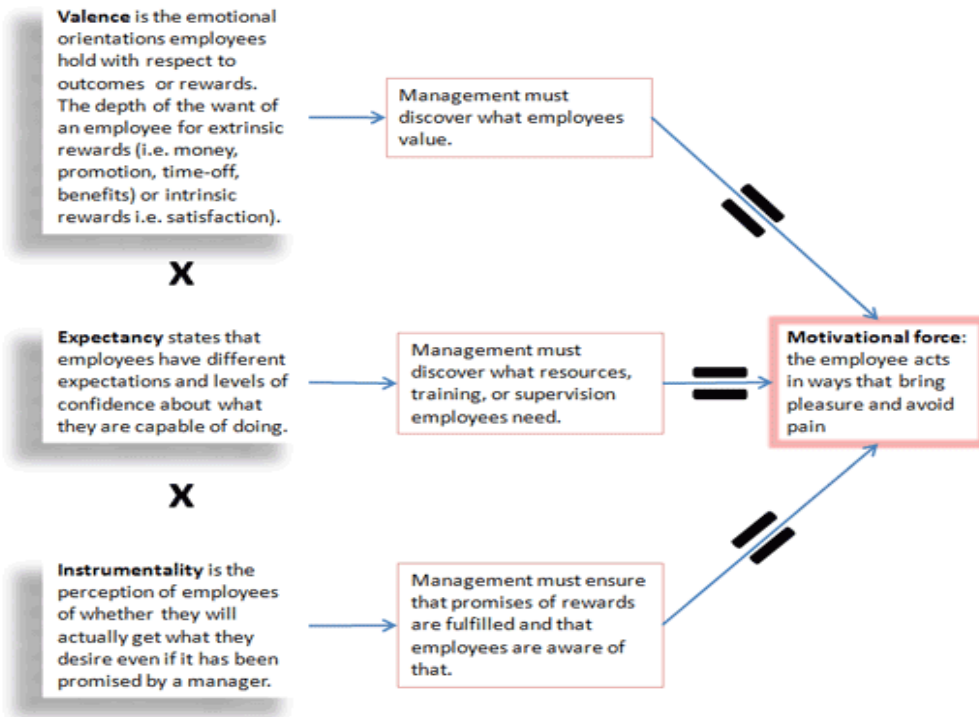 Valence is the emotional
orientations employees
hold with respect to
outcomes or rewards.
The depth of the want of
an employee for extrinsic
rewards (i.e. money,
promotion, time-off,
benefits) or intrinsic
rewards i.e. satisfaction).
Management must
discover what employees
value.
X
Expectancy states that
employees have different
expectations and levels of
confidence about what
they are capable of doing.
Management must
discover what resources,
training, or supervision
employees need.
Motivational force:
the employee acts
in ways that bring
pleasure and avoid
pain
X
Instrumentality is the
perception of employees
of whether they will
actually get what they
desire even if it has been
promised by a manager.
Management must ensure
that promises of rewards
are fulfilled and that
employees are aware of
that.